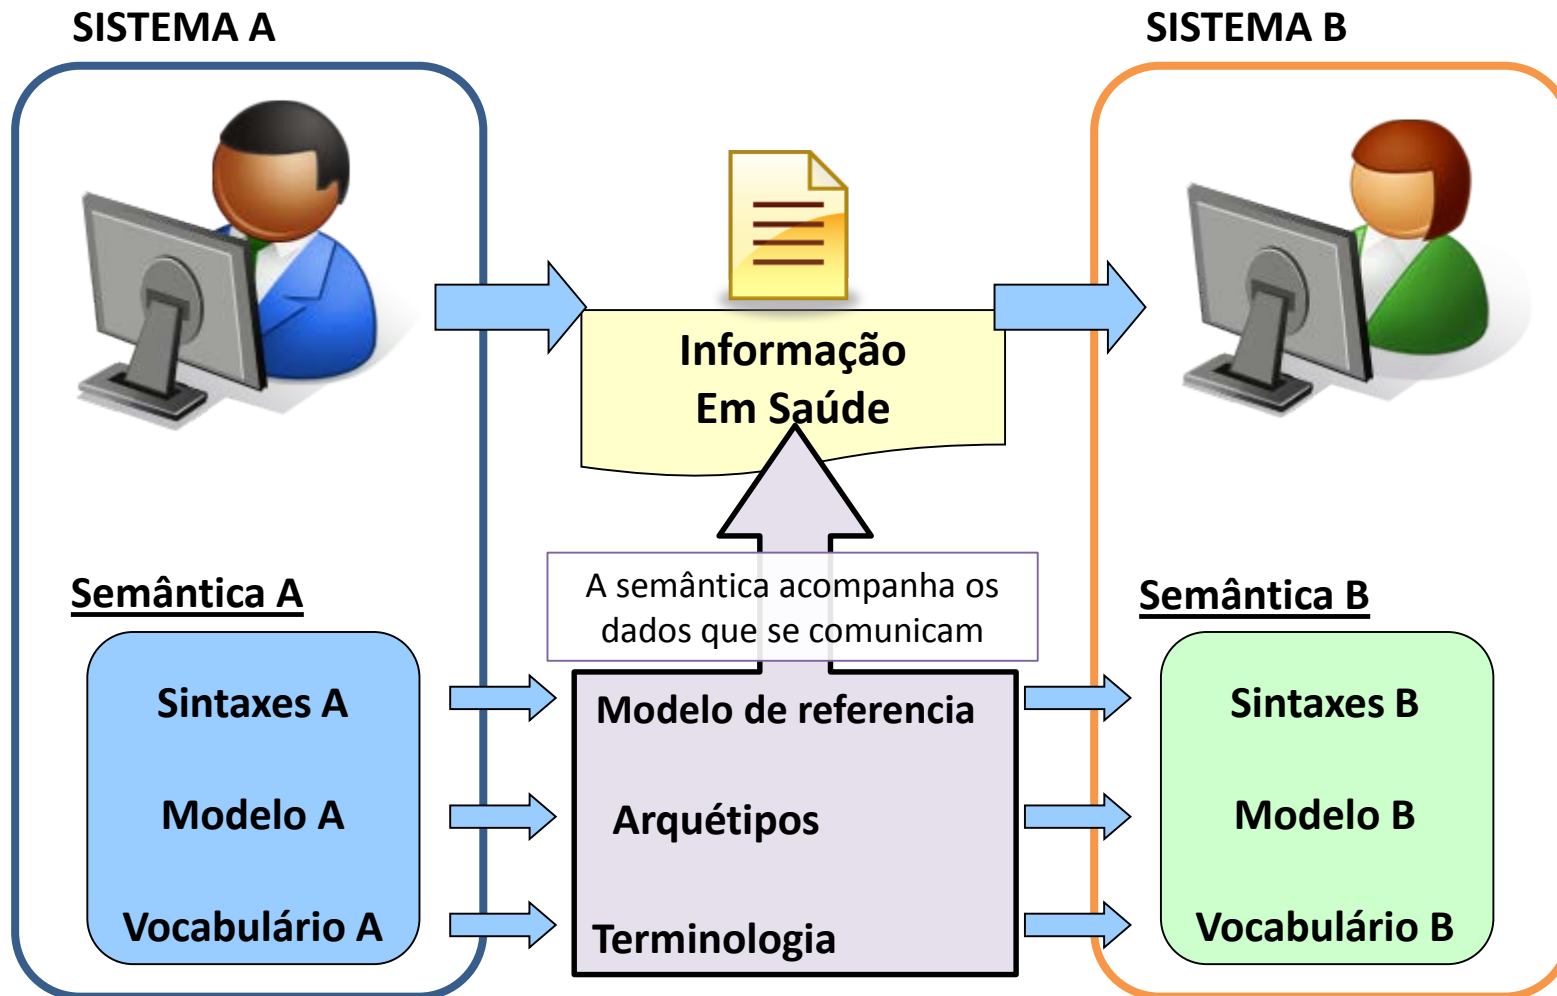 SISTEMA A
SISTEMA B
Informação
Em Saúde
A semântica acompanha os
dados que se comunicam
Semântica A
Semântica B
Sintaxes A
Modelo de referencia
Sintaxes B
Modelo A
Arquétipos
Modelo B
Vocabulário A
Terminologia
Vocabulário B